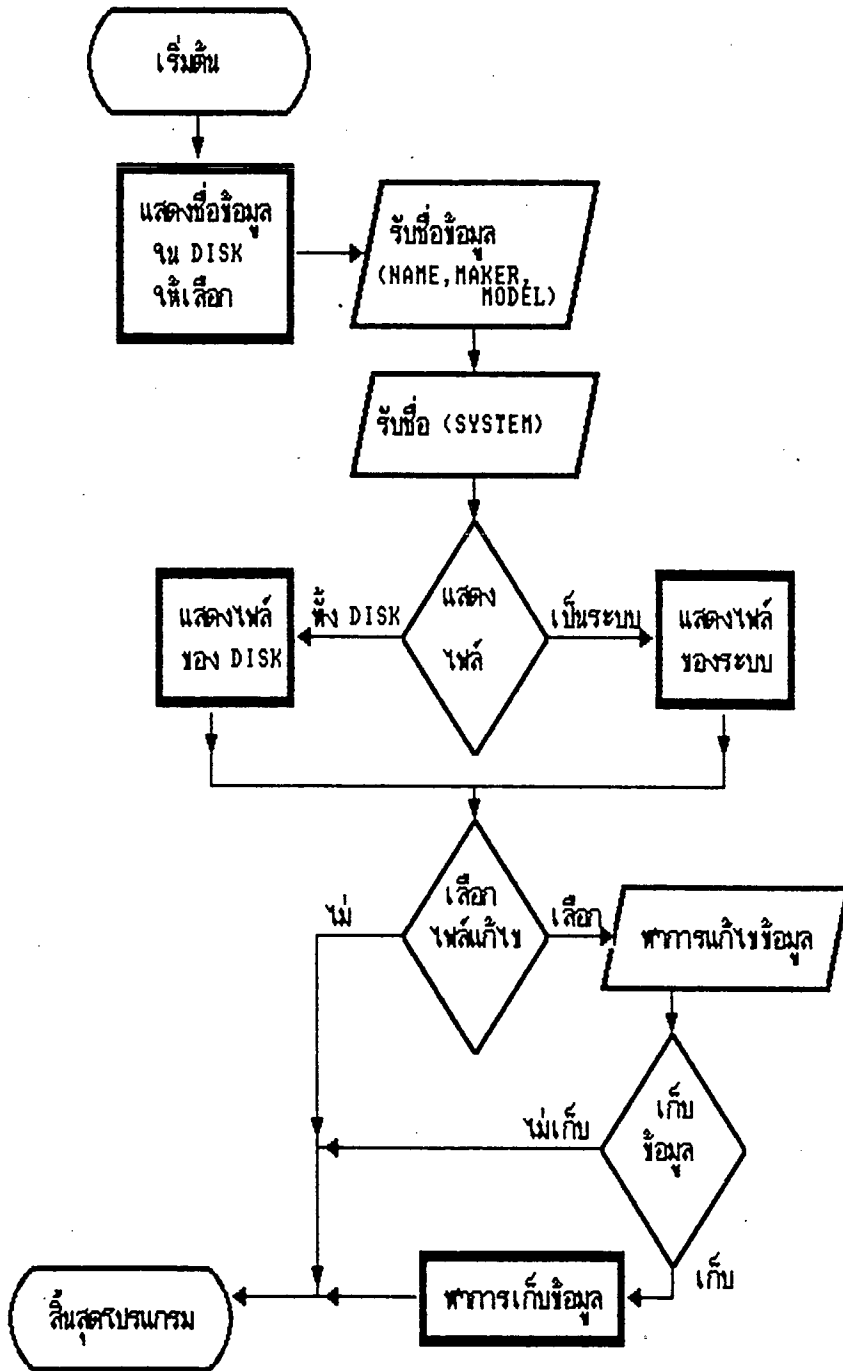 เริ่มต้น
แสดงชื่อข้อมูล
ใน DISK
ให้เลือก
รับชื่อข้อมูล
(NAME,MAKER,
MODEL)
รับชื่อ (SYSTEM)
แสดง
ไฟล์
ทั้ง DISK
เป็นระบบ
แสดงไฟล์
ของ DISK
แสดงไฟล์
ของระบบ
เลือก
ไฟล์แก้ไข
ไม่
เลือก
ทำการแก้ไขข้อมูล
เก็บ
ข้อมูล
ไม่เก็บ
เก็บ
ทำการเก็บข้อมูล
สิ้นสุดโปรแกรม